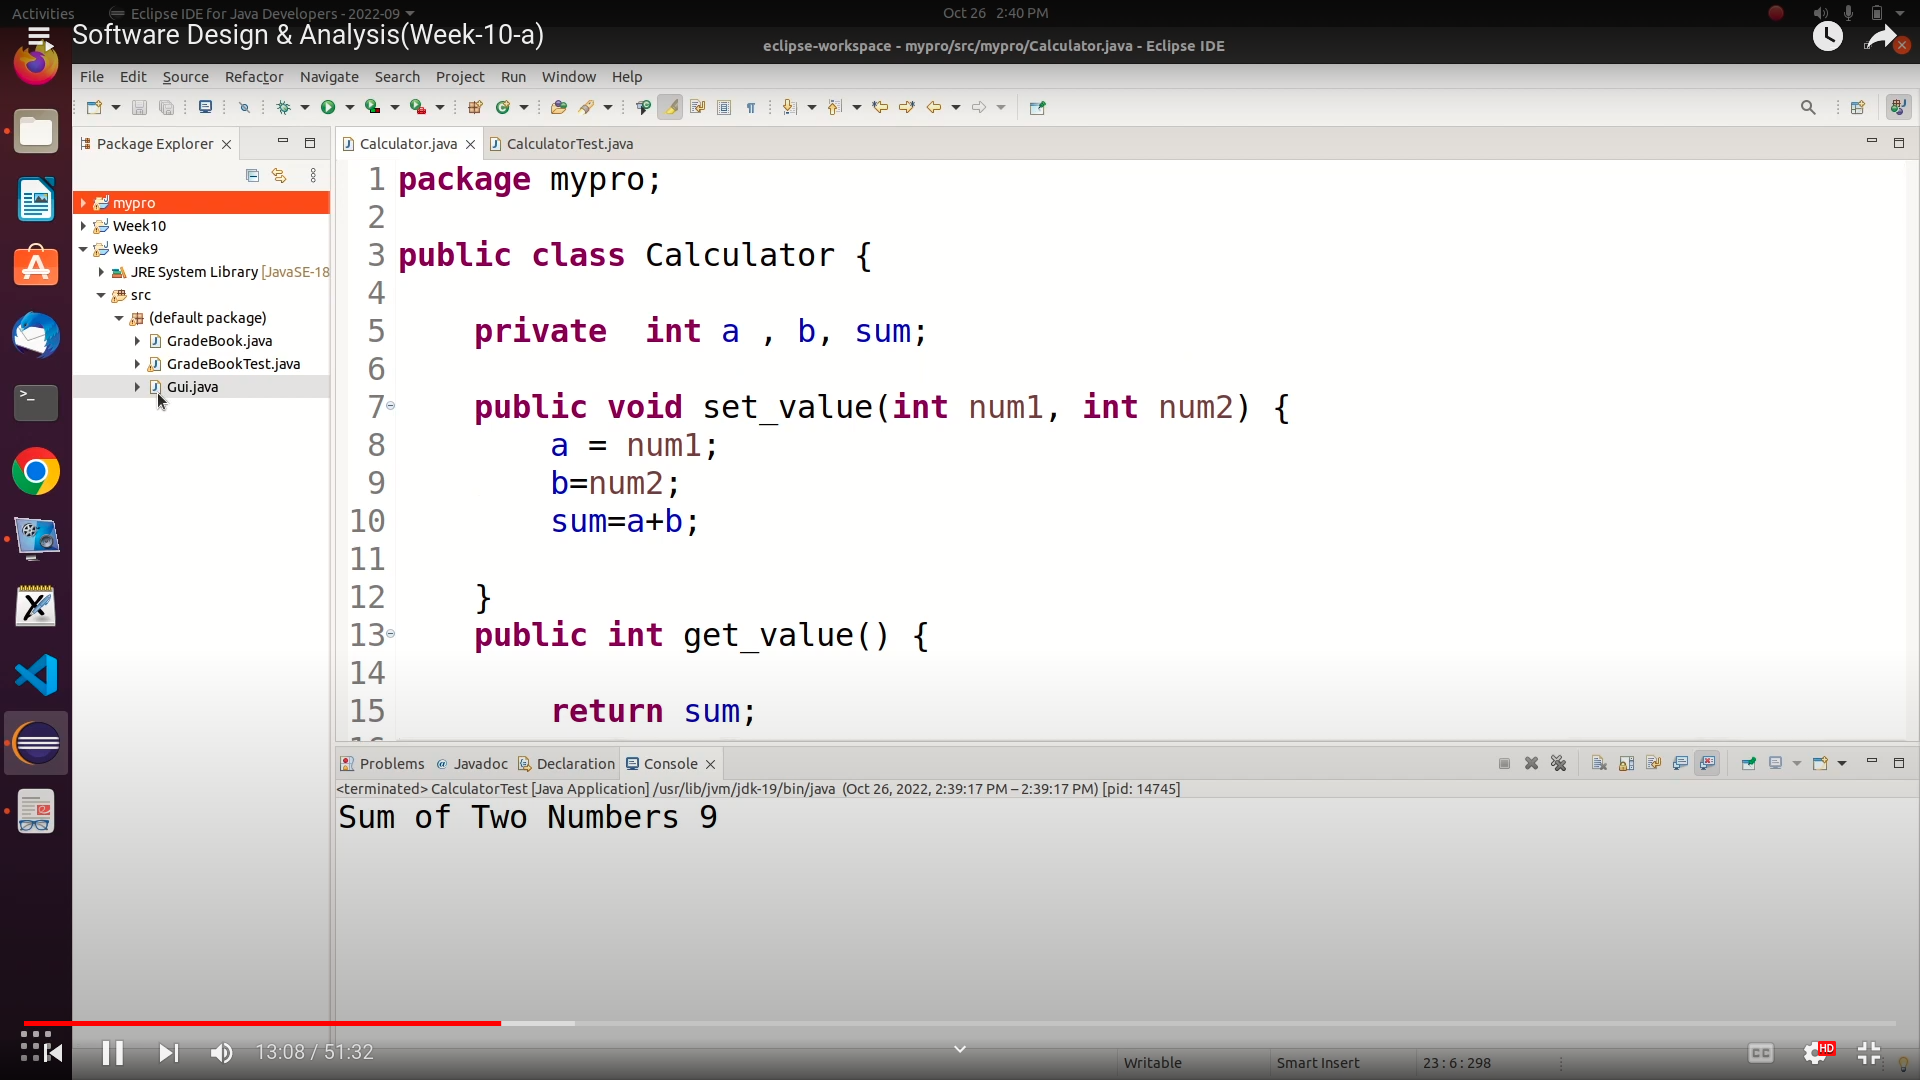 Activities Eclipse IDE for Java Developers - 2022-09 Oct 26 2:40 PM
Software Design & Analysis(Week-10-a)
eclipse-workspace - mypro/src/mypro/Calculator.java - Eclipse IDE
File Edit Source Refactor Navigate Search Project Run Window Help
Package Explorer
Calculator.java CalculatorTest.java
mypro
Week10
Week9
JRE System Library [JavaSE-18
src
(default package)
GradeBook.java
GradeBookTest.java
Gui.java
1 package mypro;
2
3 public class Calculator {
4
5 private  int a , b, sum;
6
7 public void set_value(int num1, int num2) {
8 a = num1;
9 b=num2;
10 sum=a+b;
11
12 }
13 public int get_value() {
14
15 return sum;
Problems @ Javadoc Declaration Console
<terminated> CalculatorTest [Java Application] /usr/lib/jvm/jdk-19/bin/java (Oct 26, 2022, 2:39:17 PM – 2:39:17 PM) [pid: 14745]
Sum of Two Numbers 9
13:08 / 51:32
CC HD
Writable Smart Insert 23 : 6 : 298